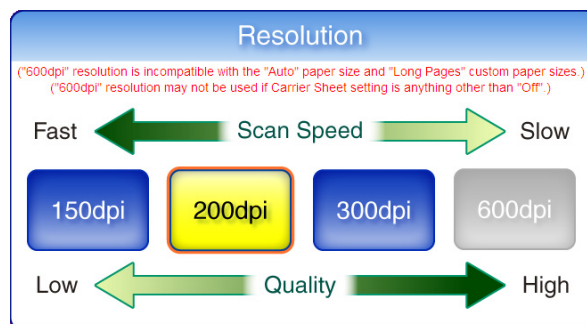 Resolution
("600dpi" resolution is incompatible with the "Auto" paper size and "Long Pages" custom paper sizes.)
("600dpi" resolution may not be used if Carrier Sheet setting is anything other than "Off".)
Fast Scan Speed Slow
150dpi 200dpi 300dpi 600dpi
Low Quality High